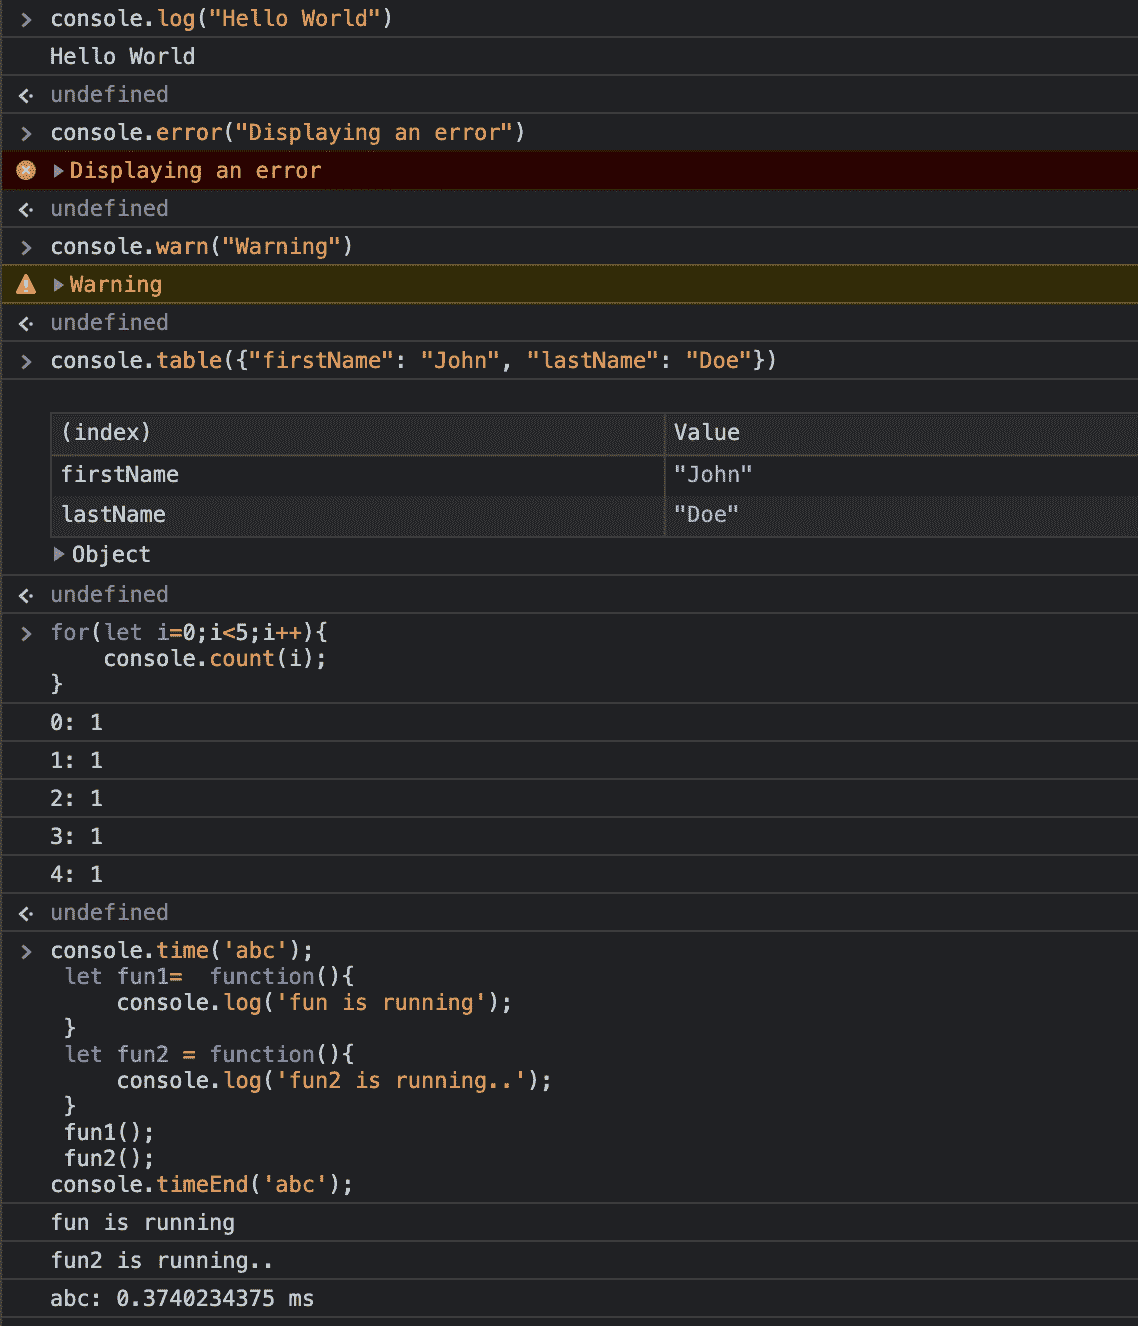 console.log("Hello World")
Hello World
undefined
console.error("Displaying an error")
Displaying an error
undefined
console.warn("Warning")
Warning
undefined
console.table({"firstName": "John", "lastName": "Doe"})
(index) Value
firstName "John"
lastName "Doe"
Object
undefined
for(let i=0;i<5;i++){
    console.count(i);
}
0: 1
1: 1
2: 1
3: 1
4: 1
undefined
console.time('abc');
 let fun1=  function(){
     console.log('fun is running');
 }
 let fun2 = function(){
     console.log('fun2 is running..');
 }
 fun1();
 fun2();
console.timeEnd('abc');
fun is running
fun2 is running..
abc: 0.3740234375 ms